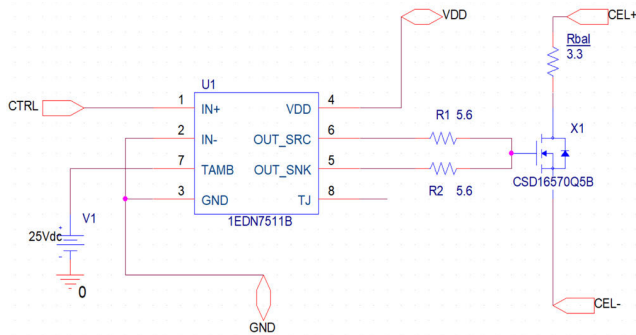 VDD
CEL+
Rbal
3.3
U1
CTRL
1 IN+ VDD 4
2 IN- OUT_SRC 6
7 TAMB OUT_SNK 5
3 GND TJ 8
1EDN7511B
R1 5.6
R2 5.6
X1
CSD16570Q5B
V1
25Vdc
0
GND
CEL-